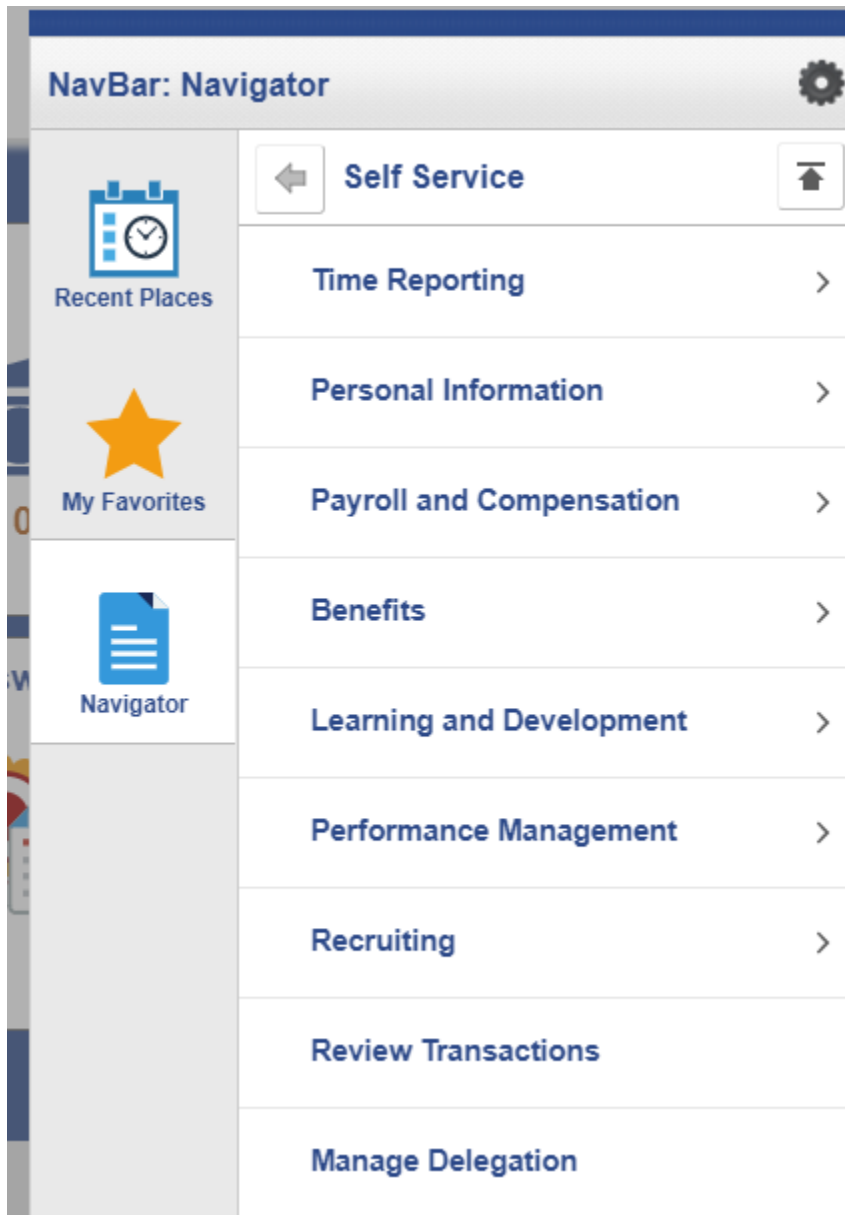 NavBar: Navigator
Recent Places
My Favorites
Navigator
Self Service
Time Reporting
Personal Information
Payroll and Compensation
Benefits
Learning and Development
Performance Management
Recruiting
Review Transactions
Manage Delegation